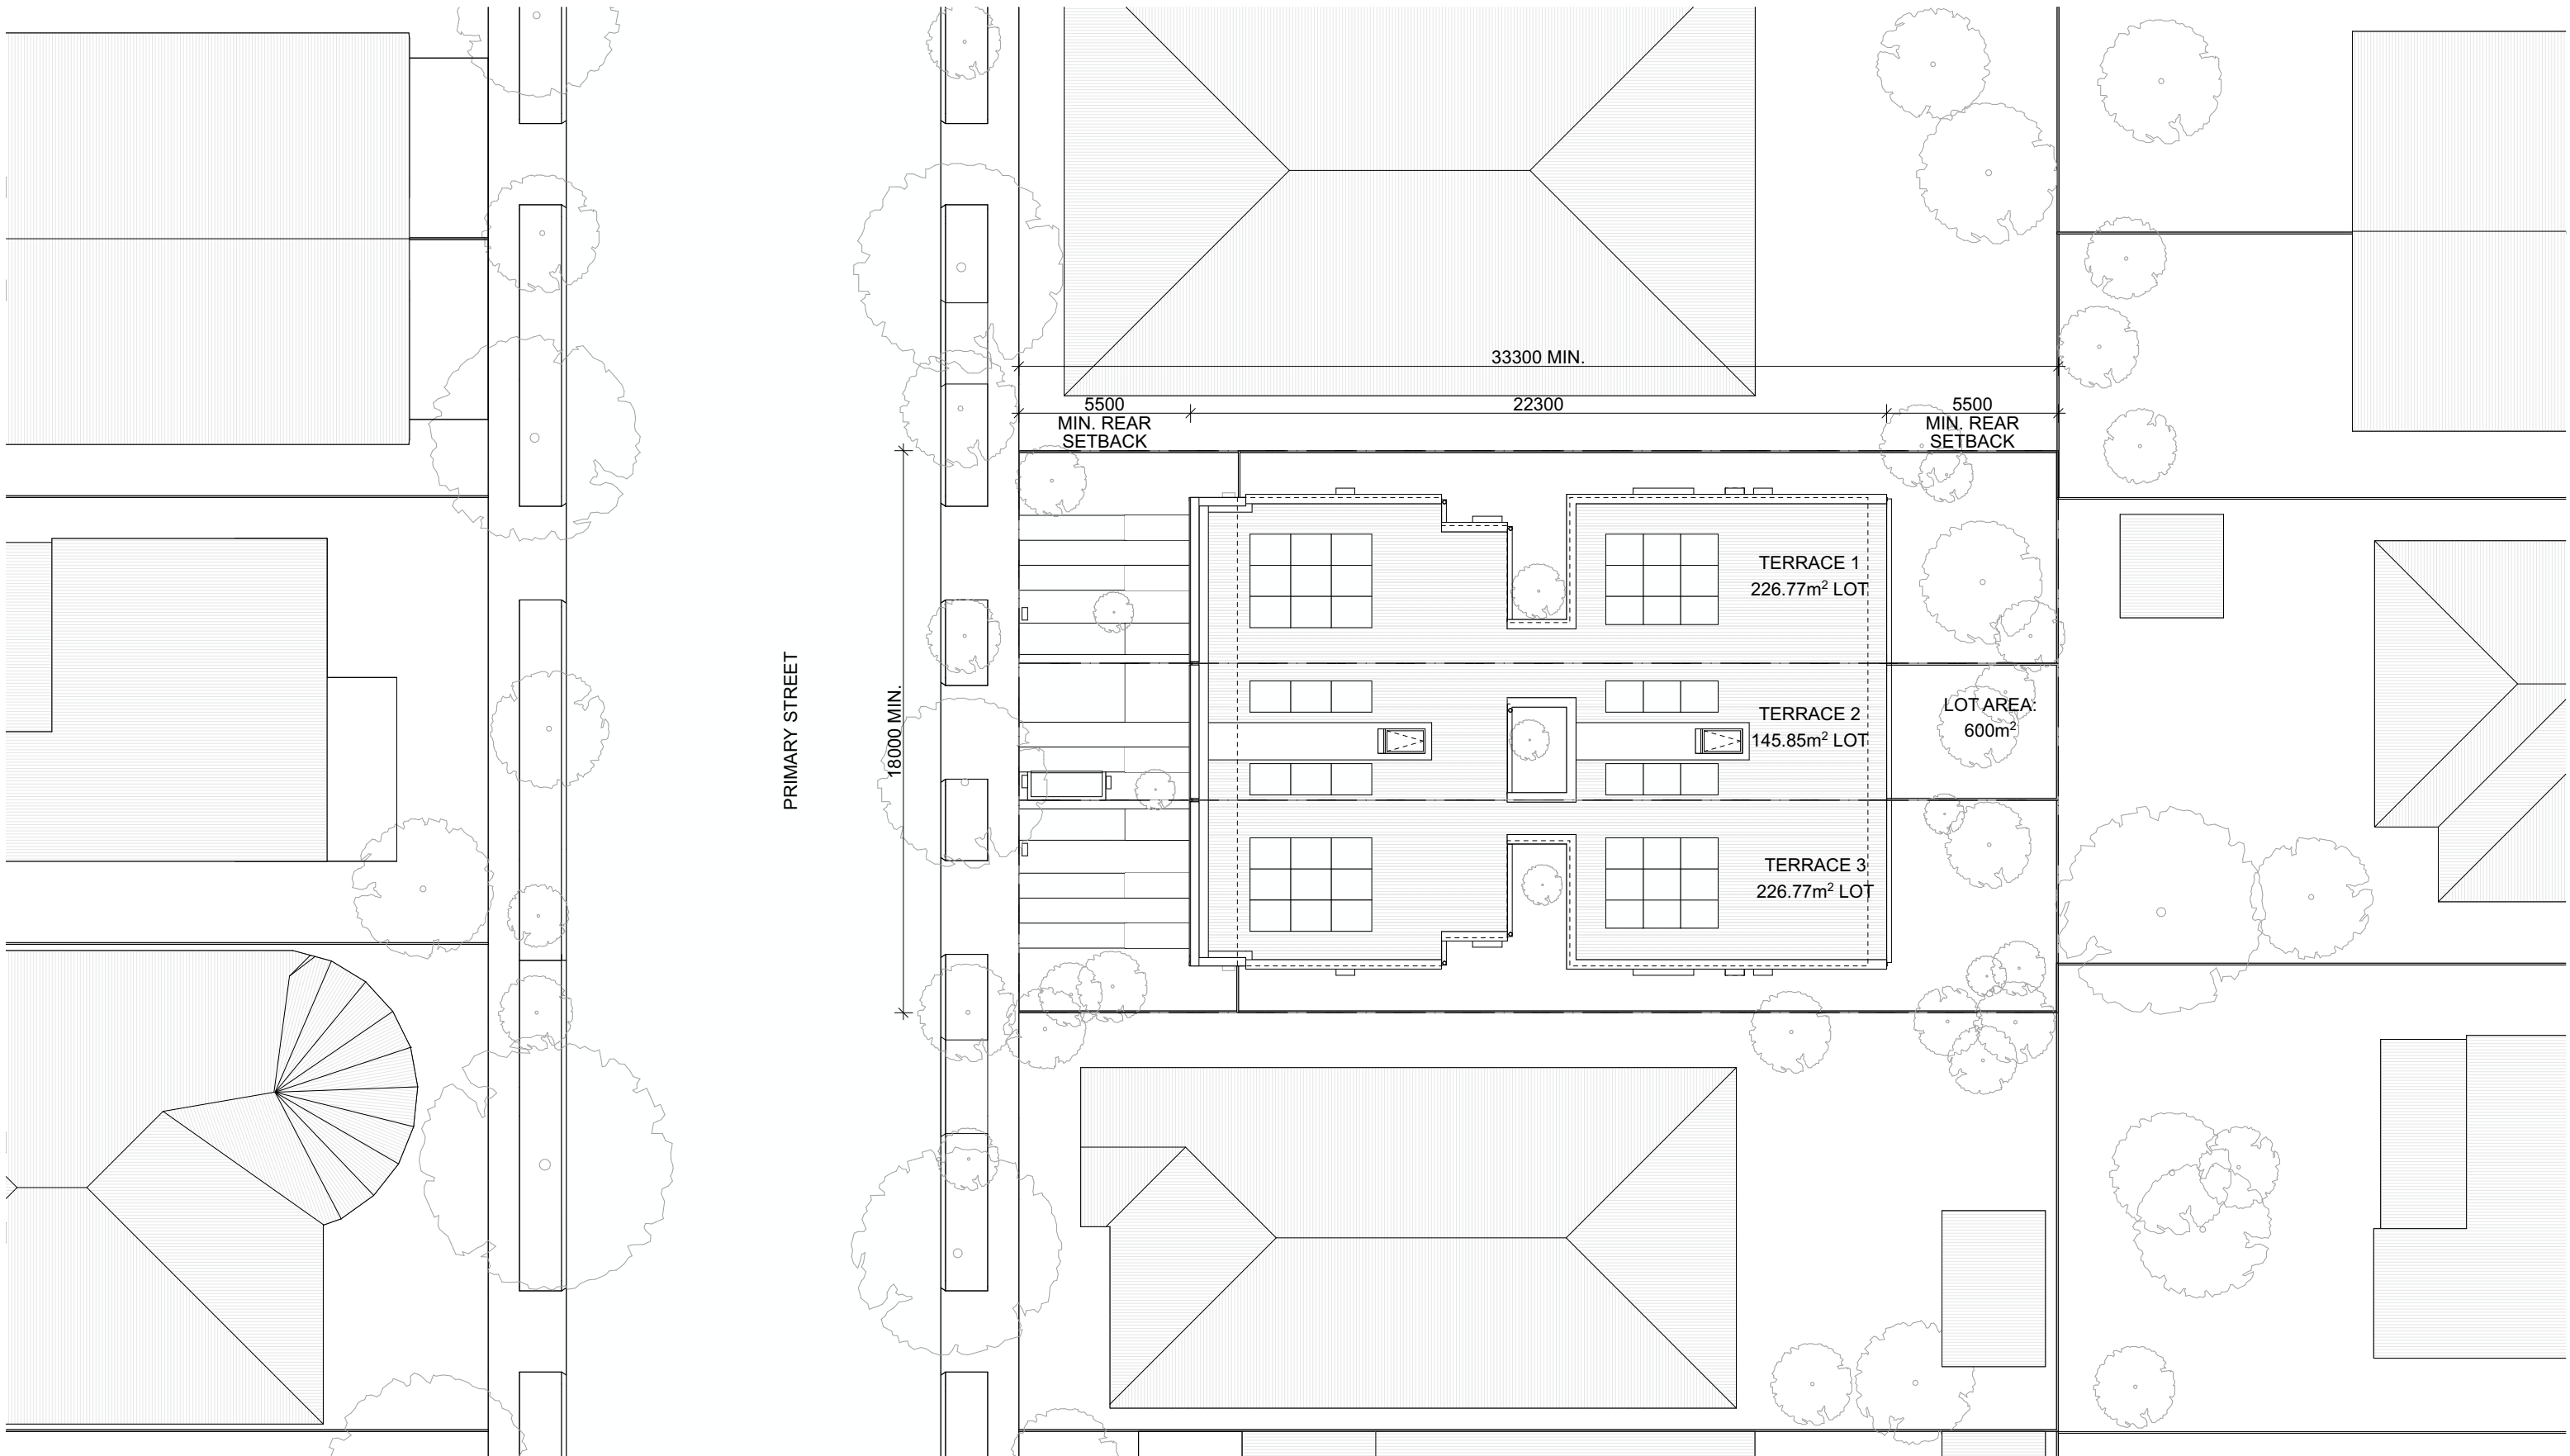 33300 MIN.
5500
MIN. REAR
SETBACK
22300
5500
MIN. REAR
SETBACK
PRIMARY STREET
18000 MIN.
TERRACE 1
226.77m² LOT
TERRACE 2
145.85m² LOT
LOT AREA:
600m²
TERRACE 3
226.77m² LOT